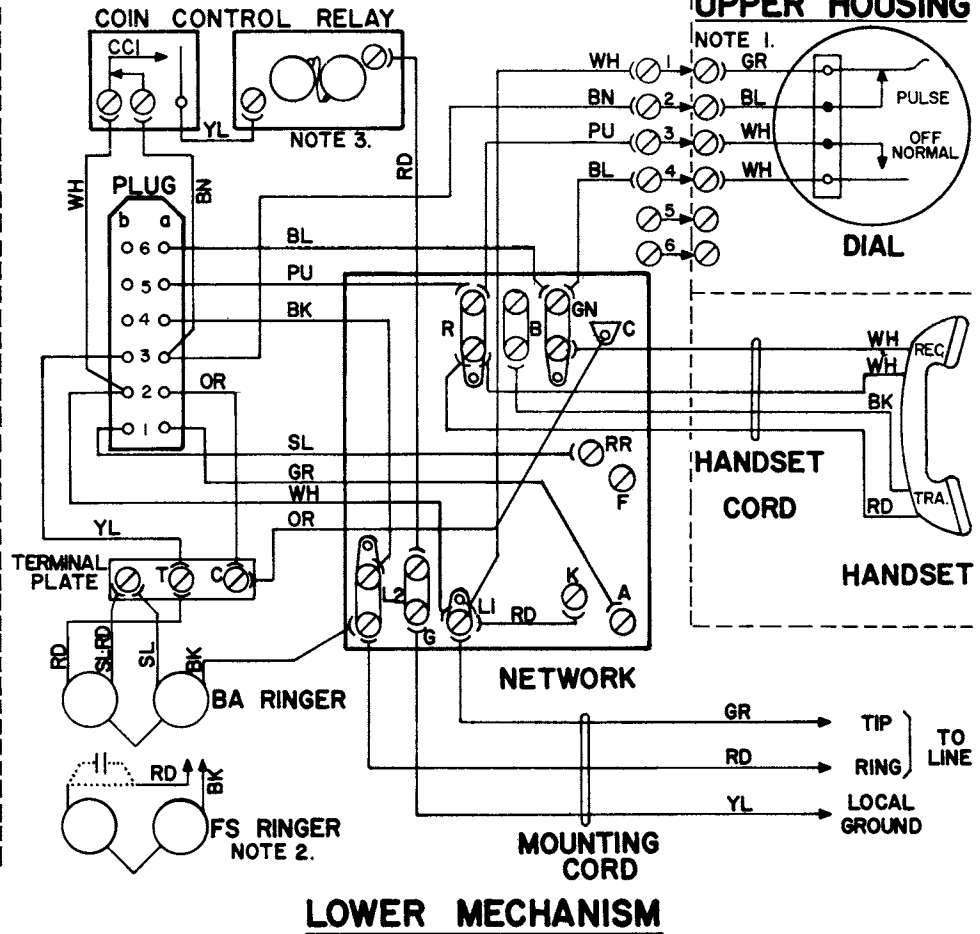 COIN CONTROL RELAY
UPPER HOUSING
CCI
NOTE 1.
WH 1 GR
BN 2 BL
PULSE
YL
NOTE 3.
PU 3 WH
OFF
NORMAL
BL 4 WH
RD
WH
BN
PLUG
b a
5
6
DIAL
6
BL
5
PU
4
BK
R
B
GN
C
3
WH
REC.
WH
2
OR
BK
1
SL
RR
HANDSET
CORD
GR
F
TRA.
WH
RD
OR
YL
TERMINAL
PLATE
T
C
HANDSET
L2
G
L1
RD
K
A
RD
SL-RD
SL
BK
BA RINGER
NETWORK
GR
TIP
TO
LINE
RD
RING
RD
BK
YL
LOCAL
GROUND
FS RINGER
NOTE 2.
MOUNTING
CORD
LOWER MECHANISM